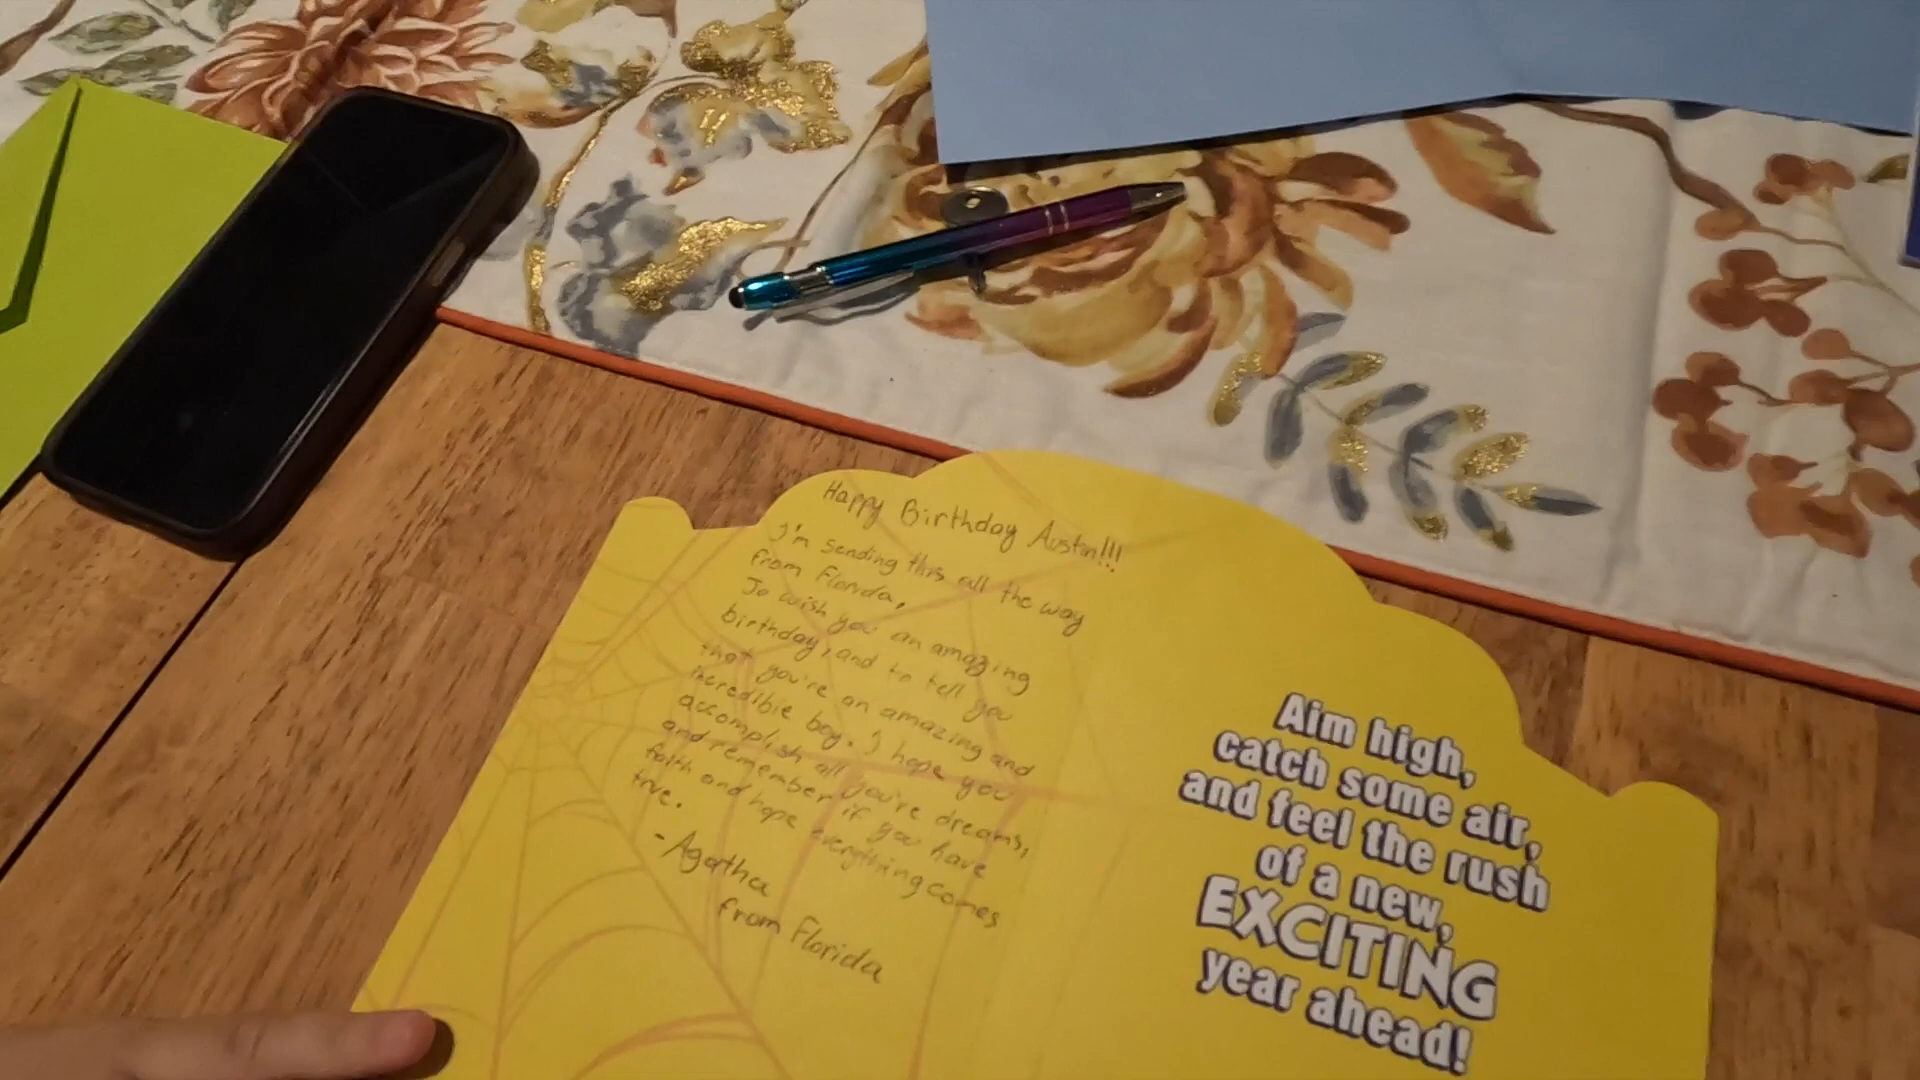 Happy Birthday Austin!!!
I'm sending this all the way
from Florida,
To wish you an amazing
birthday, and to tell you
that you're an amazing and
incredible boy. I hope you
accomplish all you're dreams,
and remember if you have
faith and hope everything comes
true.
- Agatha
from Florida
Aim high,
catch some air,
and feel the rush
of a new,
EXCITING
year ahead!